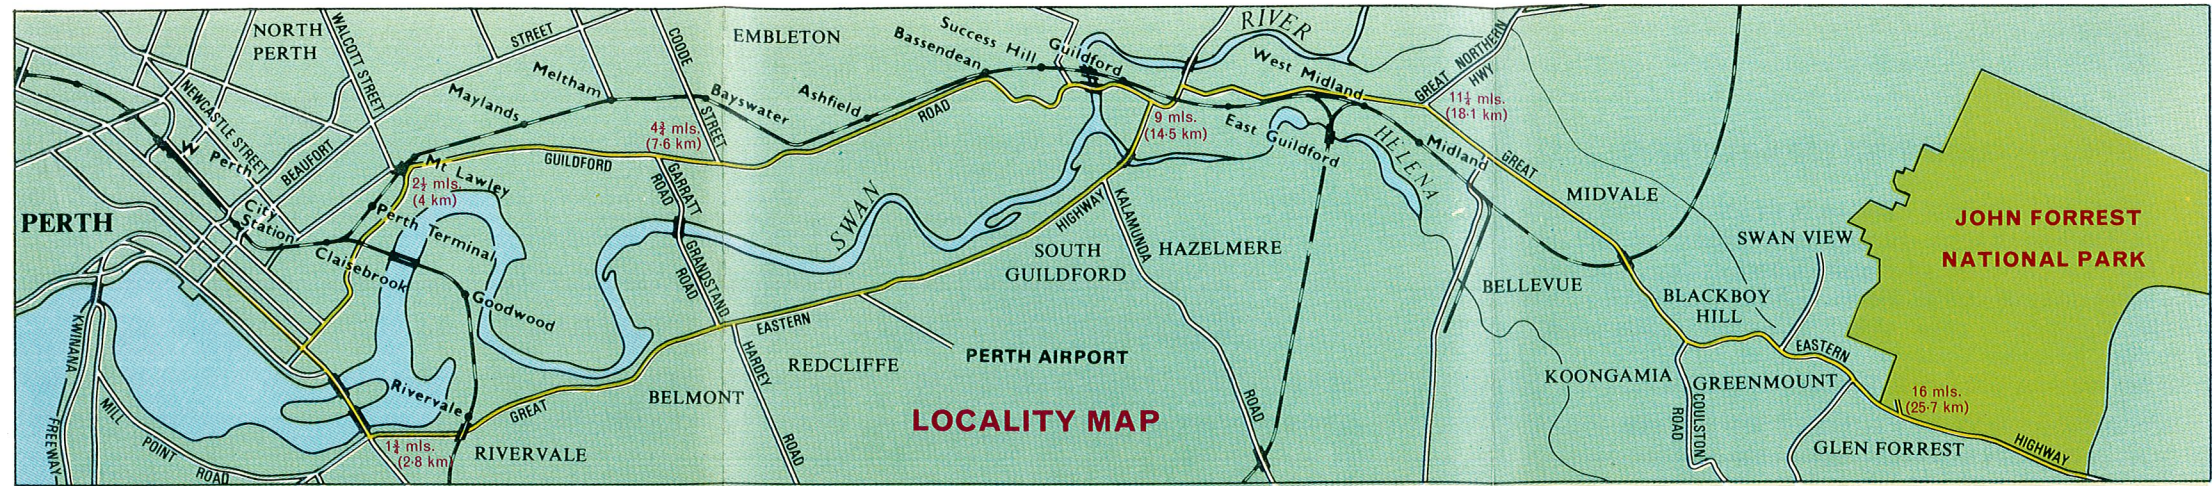 NORTH
PERTH
WALCOTT STREET
STREET
COODE
STREET
EMBLETON
Success Hill
Bassendean
Guildford
RIVER
West Midland
GREAT NORTHERN
HWY
11¼ mls.
(18·1 km)
NEWCASTLE STREET
W Perth
BEAUFORT
Maylands
Meltham
Bayswater
Ashfield
ROAD
4¾ mls.
(7·6 km)
9 mls.
(14·5 km)
East Guildford
HELENA
Midland
GREAT
MIDVALE
JOHN FORREST
NATIONAL PARK
PERTH
City
Station
Mt Lawley
2½ mls.
(4 km)
Perth Terminal
Claisebrook
Goodwood
GUILDFORD
GARRATT
ROAD
GRANDSTAND
ROAD
SWAN
HIGHWAY
KALAMUNDA
SOUTH
GUILDFORD
HAZELMERE
SWAN VIEW
BELLEVUE
BLACKBOY
HILL
KWINANA
FREEWAY
MILL
POINT
ROAD
Rivervale
1¾ mls.
(2·8 km)
RIVERVALE
GREAT
EASTERN
BELMONT
HARDEY
ROAD
REDCLIFFE
PERTH AIRPORT
LOCALITY MAP
ROAD
KOONGAMIA
GREENMOUNT
EASTERN
COULSTON
ROAD
16 mls.
(25·7 km)
GLEN FORREST
HIGHWAY